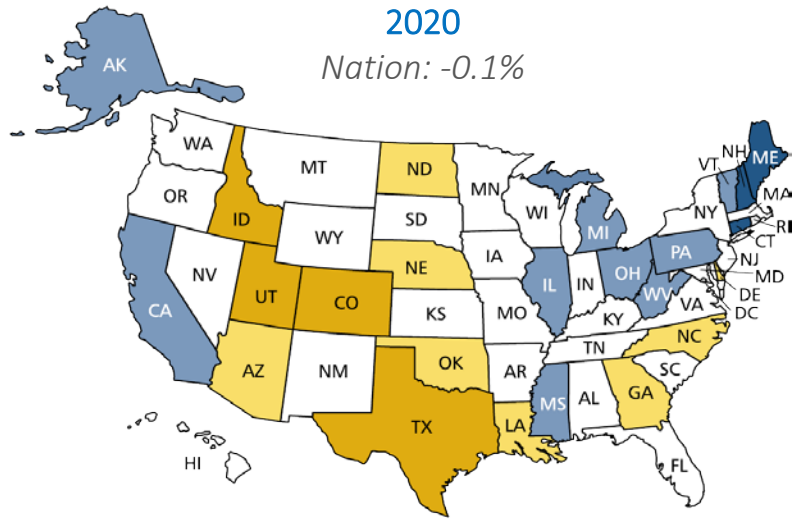 2020
Nation: -0.1%
AK
WA
MT
ND
MN
VT
NH
ME
OR
ID
SD
WI
MI
NY
MA
WY
IA
CT
NE
PA
NJ
NV
IL
IN
OH
MD
CA
UT
CO
WV
DE
KS
MO
VA
DC
KY
NC
TN
AZ
NM
OK
AR
SC
MS
AL
GA
TX
LA
HI
FL